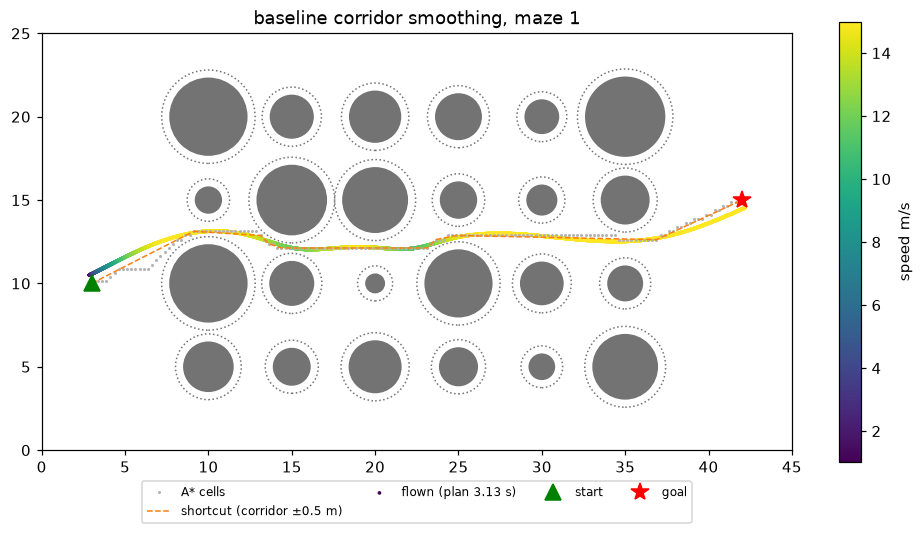 baseline corridor smoothing, maze 1
25
20
15
10
5
0
0 5 10 15 20 25 30 35 40 45
14
12
10
8
6
4
2
speed m/s
A* cells
shortcut (corridor ±0.5 m)
flown (plan 3.13 s)
start
goal